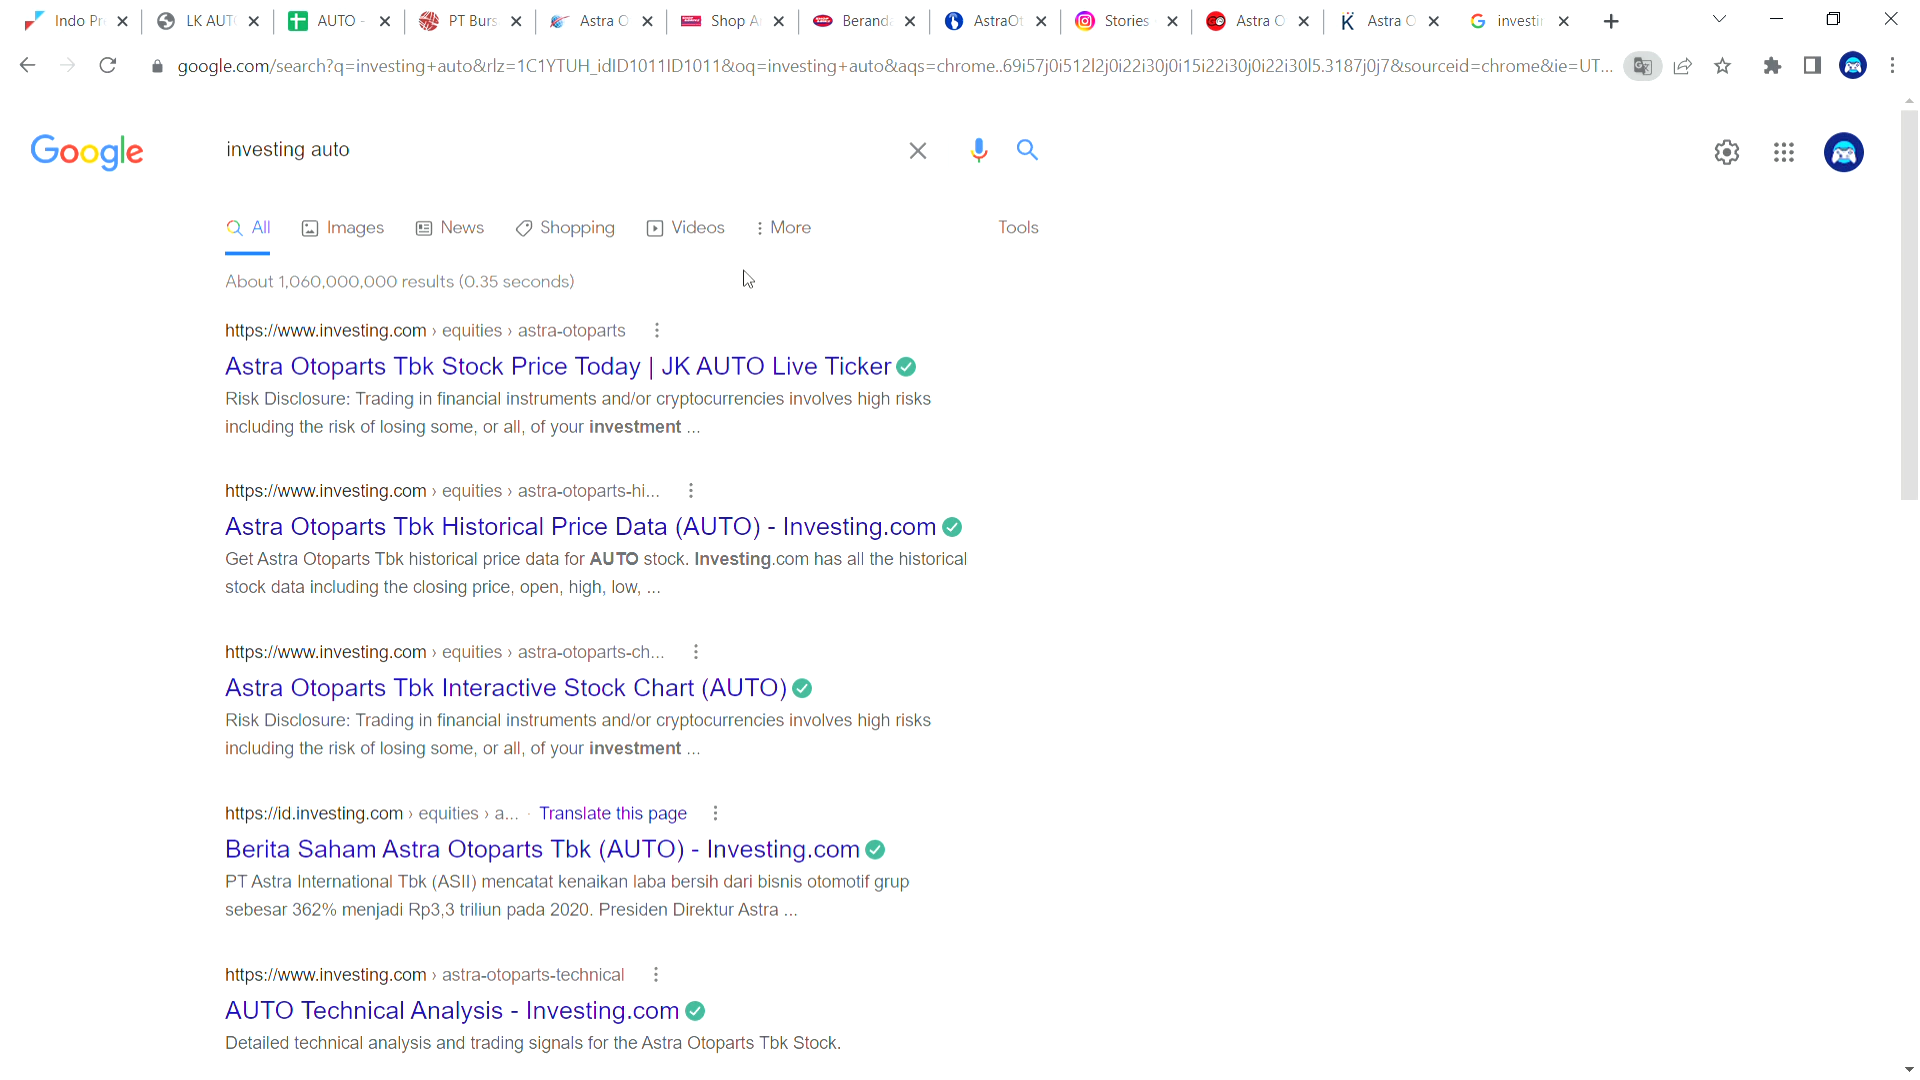 Indo Pr
LK AUT
AUTO -
PT Burs
Astra O
Shop A
Beranda
AstraOt
Stories
Astra O
Astra O
investin
google.com/search?q=investing+auto&rlz=1C1YTUH_idID1011ID1011&oq=investing+auto&aqs=chrome..69i57j0i512l2j0i22i30j0i15i22i30j0i22i30l5.3187j0j7&sourceid=chrome&ie=UT...
Google
investing auto
All
Images
News
Shopping
Videos
More
Tools
About 1,060,000,000 results (0.35 seconds)
https://www.investing.com › equities › astra-otoparts
Astra Otoparts Tbk Stock Price Today | JK AUTO Live Ticker
Risk Disclosure: Trading in financial instruments and/or cryptocurrencies involves high risks
including the risk of losing some, or all, of your investment ...
https://www.investing.com › equities › astra-otoparts-hi...
Astra Otoparts Tbk Historical Price Data (AUTO) - Investing.com
Get Astra Otoparts Tbk historical price data for AUTO stock. Investing.com has all the historical
stock data including the closing price, open, high, low, ...
https://www.investing.com › equities › astra-otoparts-ch...
Astra Otoparts Tbk Interactive Stock Chart (AUTO)
Risk Disclosure: Trading in financial instruments and/or cryptocurrencies involves high risks
including the risk of losing some, or all, of your investment ...
https://id.investing.com › equities › a... · Translate this page
Berita Saham Astra Otoparts Tbk (AUTO) - Investing.com
PT Astra International Tbk (ASII) mencatat kenaikan laba bersih dari bisnis otomotif grup
sebesar 362% menjadi Rp3,3 triliun pada 2020. Presiden Direktur Astra ...
https://www.investing.com › astra-otoparts-technical
AUTO Technical Analysis - Investing.com
Detailed technical analysis and trading signals for the Astra Otoparts Tbk Stock.